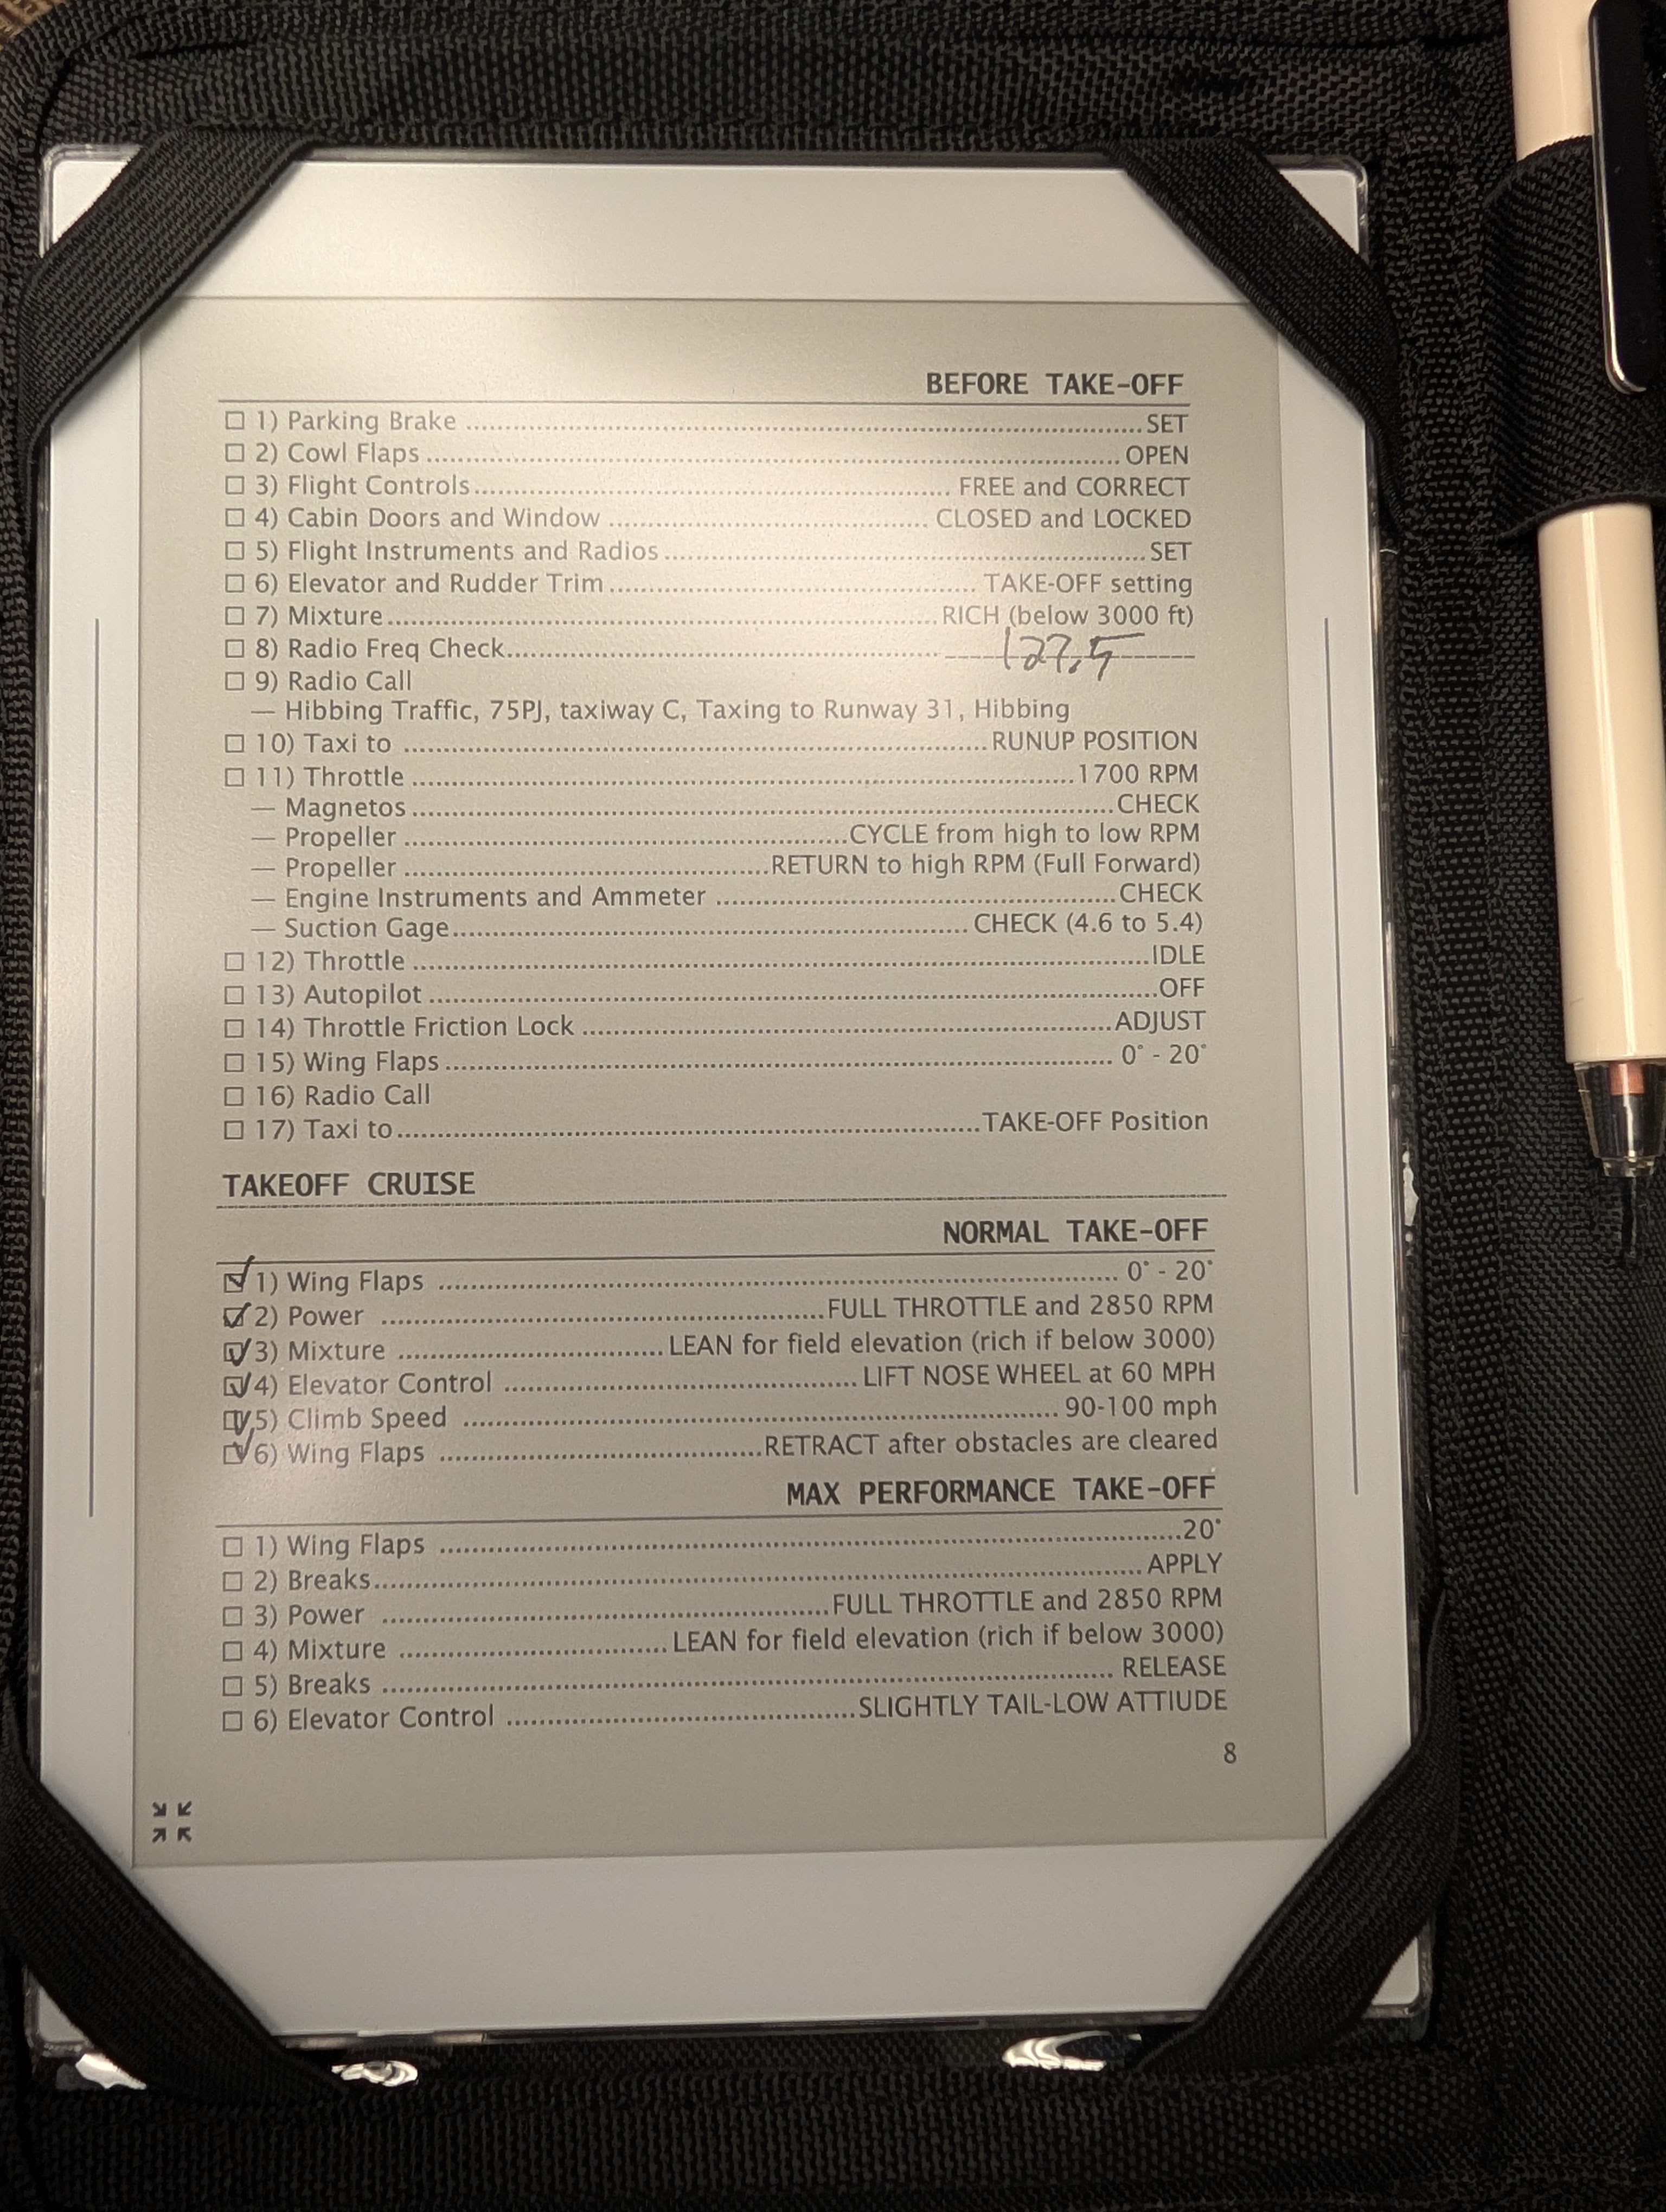 BEFORE TAKE-OFF
☐ 1) Parking Brake ........ SET
☐ 2) Cowl Flaps ........ OPEN
☐ 3) Flight Controls ........ FREE and CORRECT
☐ 4) Cabin Doors and Window ........ CLOSED and LOCKED
☐ 5) Flight Instruments and Radios ........ SET
☐ 6) Elevator and Rudder Trim ........ TAKE-OFF setting
☐ 7) Mixture ........ RICH (below 3000 ft)
☐ 8) Radio Freq Check ........ 127.5
☐ 9) Radio Call
— Hibbing Traffic, 75PJ, taxiway C, Taxing to Runway 31, Hibbing
☐ 10) Taxi to ........ RUNUP POSITION
☐ 11) Throttle ........ 1700 RPM
— Magnetos ........ CHECK
— Propeller ........ CYCLE from high to low RPM
— Propeller ........ RETURN to high RPM (Full Forward)
— Engine Instruments and Ammeter ........ CHECK
— Suction Gage ........ CHECK (4.6 to 5.4)
☐ 12) Throttle ........ IDLE
☐ 13) Autopilot ........ OFF
☐ 14) Throttle Friction Lock ........ ADJUST
☐ 15) Wing Flaps ........ 0° - 20°
☐ 16) Radio Call
☐ 17) Taxi to ........ TAKE-OFF Position
TAKEOFF CRUISE
NORMAL TAKE-OFF
☑ 1) Wing Flaps ........ 0° - 20°
☑ 2) Power ........ FULL THROTTLE and 2850 RPM
☑ 3) Mixture ........ LEAN for field elevation (rich if below 3000)
☑ 4) Elevator Control ........ LIFT NOSE WHEEL at 60 MPH
☑ 5) Climb Speed ........ 90-100 mph
☑ 6) Wing Flaps ........ RETRACT after obstacles are cleared
MAX PERFORMANCE TAKE-OFF
☐ 1) Wing Flaps ........ 20°
☐ 2) Breaks ........ APPLY
☐ 3) Power ........ FULL THROTTLE and 2850 RPM
☐ 4) Mixture ........ LEAN for field elevation (rich if below 3000)
☐ 5) Breaks ........ RELEASE
☐ 6) Elevator Control ........ SLIGHTLY TAIL-LOW ATTIUDE
8